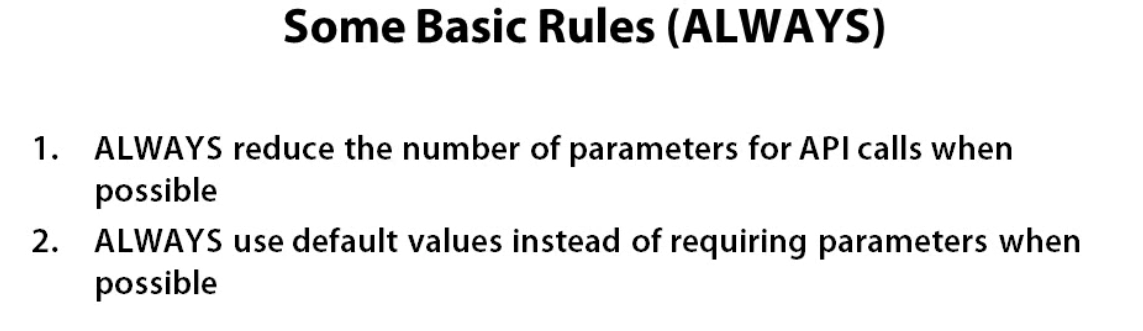 Some Basic Rules (ALWAYS)
1. ALWAYS reduce the number of parameters for API calls when
possible
2. ALWAYS use default values instead of requiring parameters when
possible